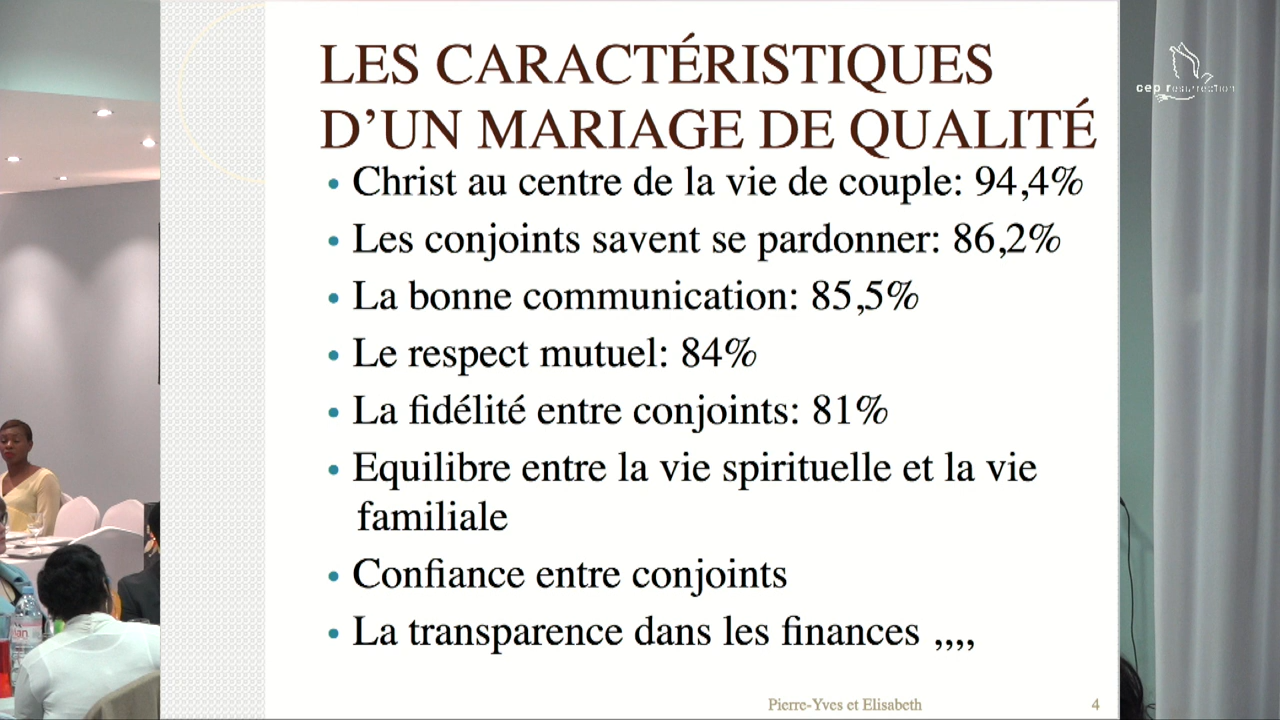 LES CARACTÉRISTIQUES
D’UN MARIAGE DE QUALITÉ
• Christ au centre de la vie de couple: 94,4%
• Les conjoints savent se pardonner: 86,2%
• La bonne communication: 85,5%
• Le respect mutuel: 84%
• La fidélité entre conjoints: 81%
• Equilibre entre la vie spirituelle et la vie
familiale
• Confiance entre conjoints
• La transparence dans les finances ,,,,
Pierre-Yves et Elisabeth 4
cep résurrection